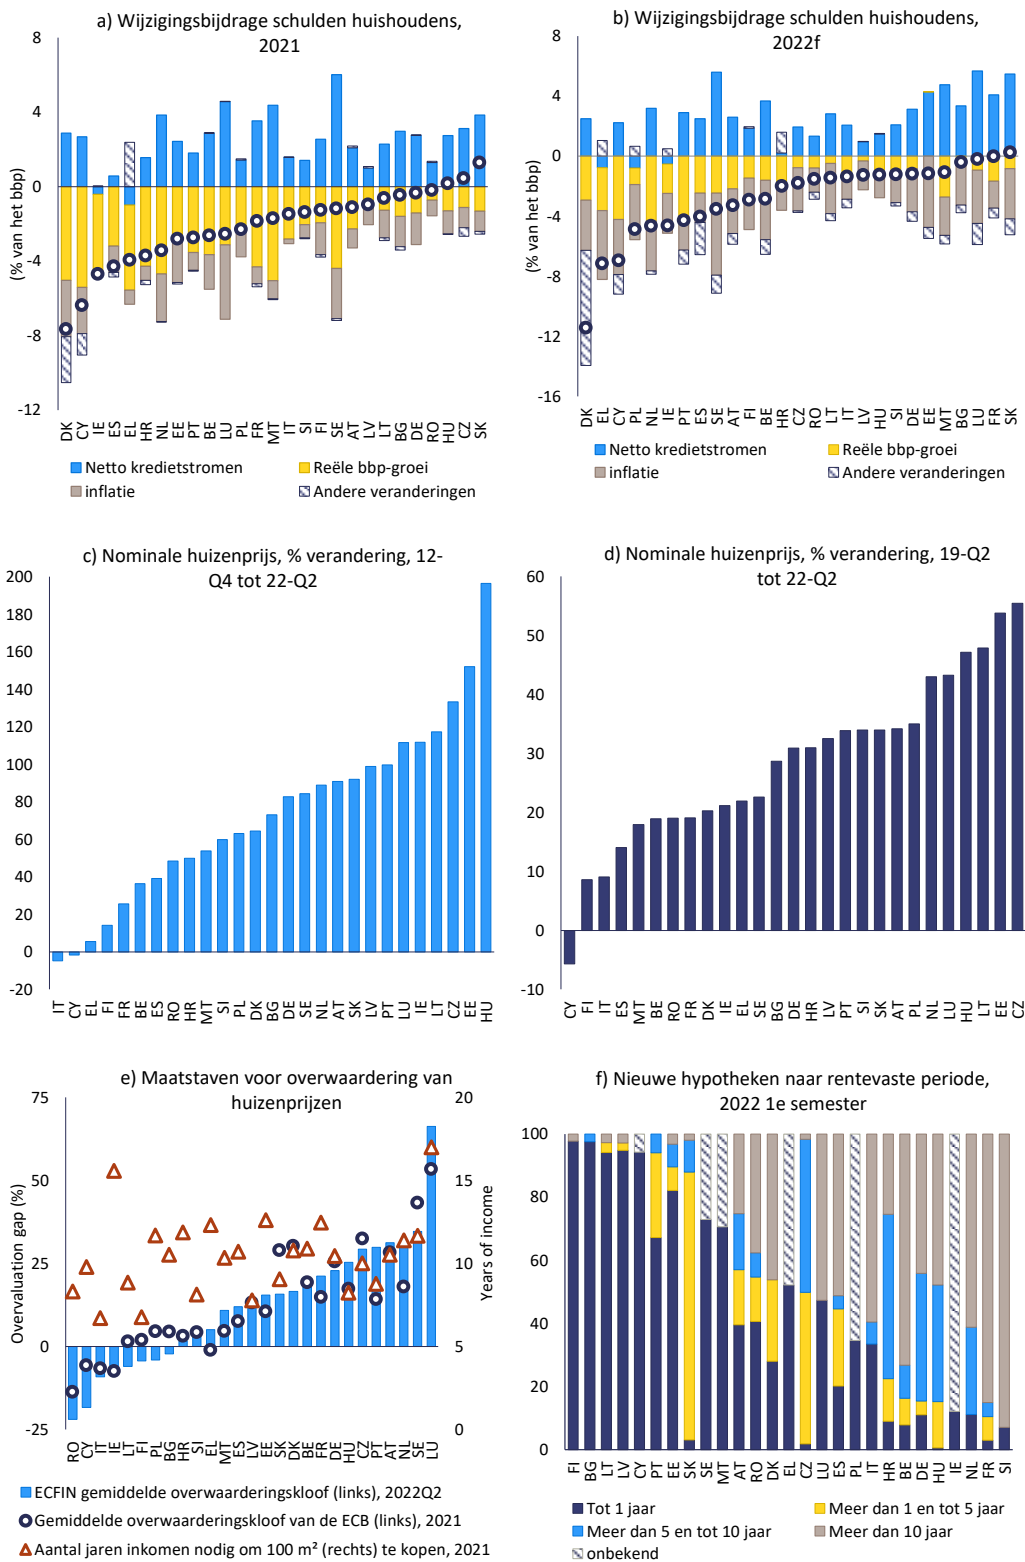 a) Wijzigingsbijdrage schulden huishoudens,
2021
8
4
0
-4
-8
-12
(% van het bbp)
DK CY IE ES EL HR NL EE PT BE LU PL FR MT IT SI FI SE AT LV LT BG DE RO HU CZ SK
Netto kredietstromen
Reële bbp-groei
inflatie
Andere veranderingen
b) Wijzigingsbijdrage schulden huishoudens,
2022f
8
4
0
-4
-8
-12
-16
(% van het bbp)
DK EL CY PL NL IE PT ES SE AT FI BE HR CZ RO LT IT LV HU SI DE EE MT BG LU FR SK
Netto kredietstromen
Reële bbp-groei
inflatie
Andere veranderingen
c) Nominale huizenprijs, % verandering, 12-
Q4 tot 22-Q2
200
180
160
140
120
100
80
60
40
20
0
-20
IT CY EL FI FR BE ES RO HR MT SI PL DK BG DE SE NL AT SK LV PT LU IE LT CZ EE HU
d) Nominale huizenprijs, % verandering, 19-Q2
tot 22-Q2
60
50
40
30
20
10
0
-10
CY FI IT ES MT BE RO FR DK IE EL SE BG DE HR LV PT SI SK AT PL NL LU HU LT EE CZ
e) Maatstaven voor overwaardering van
huizenprijzen
75
50
25
0
-25
Overvaluation gap (%)
20
15
10
5
0
Years of income
RO CY IT IE LT FI PL BG HR SI EL MT ES LV EE SK DK BE FR DE HU CZ PT AT NL SE LU
ECFIN gemiddelde overwaarderingskloof (links), 2022Q2
Gemiddelde overwaarderingskloof van de ECB (links), 2021
Aantal jaren inkomen nodig om 100 m² (rechts) te kopen, 2021
f) Nieuwe hypotheken naar rentevaste periode,
2022 1e semester
100
80
60
40
20
0
FI BG LT LV CY PT EE SK SE MT AT RO DK EL CZ LU ES PL IT HR BE DE HU IE NL FR SI
Tot 1 jaar
Meer dan 1 en tot 5 jaar
Meer dan 5 en tot 10 jaar
Meer dan 10 jaar
onbekend